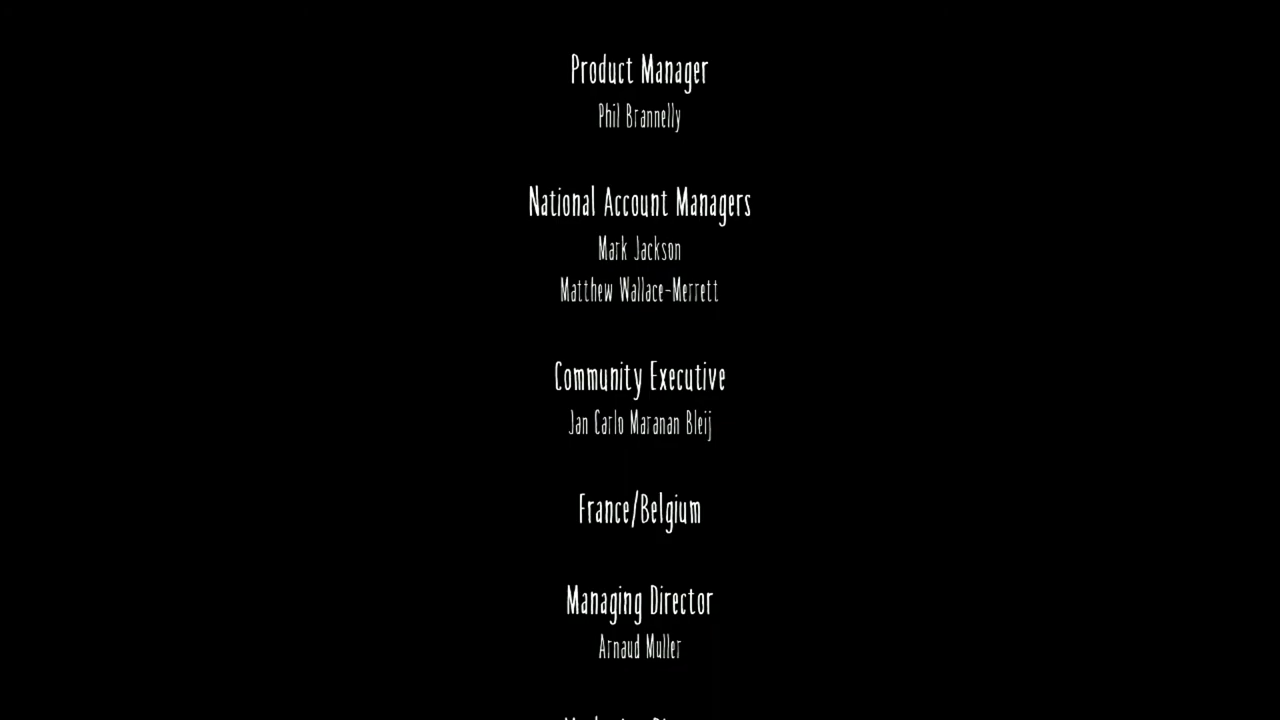 Product Manager
Phil Brannelly
National Account Managers
Mark Jackson
Matthew Wallace-Merrett
Community Executive
Jan Carlo Maranan Bleij
France/Belgium
Managing Director
Arnaud Muller